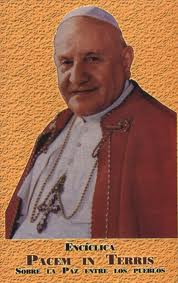 ENCÍCLICA
PACEM IN TERRIS
SOBRE LA PAZ ENTRE LOS PUEBLOS